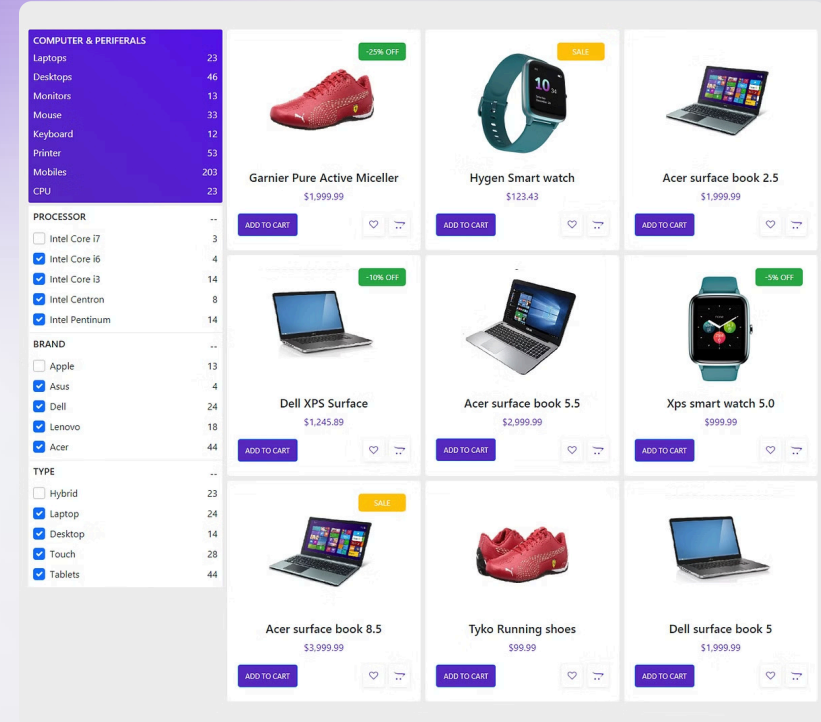 COMPUTER & PERIFERALS
Laptops 23
Desktops 46
Monitors 13
Mouse 33
Keyboard 12
Printer 53
Mobiles 203
CPU 23
PROCESSOR --
Intel Core i7 3
Intel Core i6 4
Intel Core i3 14
Intel Centron 8
Intel Pentinum 14
BRAND --
Apple 13
Asus 4
Dell 24
Lenovo 18
Acer 44
TYPE --
Hybrid 23
Laptop 24
Desktop 14
Touch 28
Tablets 44
-25% OFF
Garnier Pure Active Miceller
$1,999.99
ADD TO CART
SALE
10
Hygen Smart watch
$123.43
ADD TO CART
Acer surface book 2.5
$1,999.99
ADD TO CART
-10% OFF
Dell XPS Surface
$1,245.89
ADD TO CART
Acer surface book 5.5
$2,999.99
ADD TO CART
-5% OFF
Xps smart watch 5.0
$999.99
ADD TO CART
SALE
Acer surface book 8.5
$3,999.99
ADD TO CART
Tyko Running shoes
$99.99
ADD TO CART
Dell surface book 5
$1,999.99
ADD TO CART